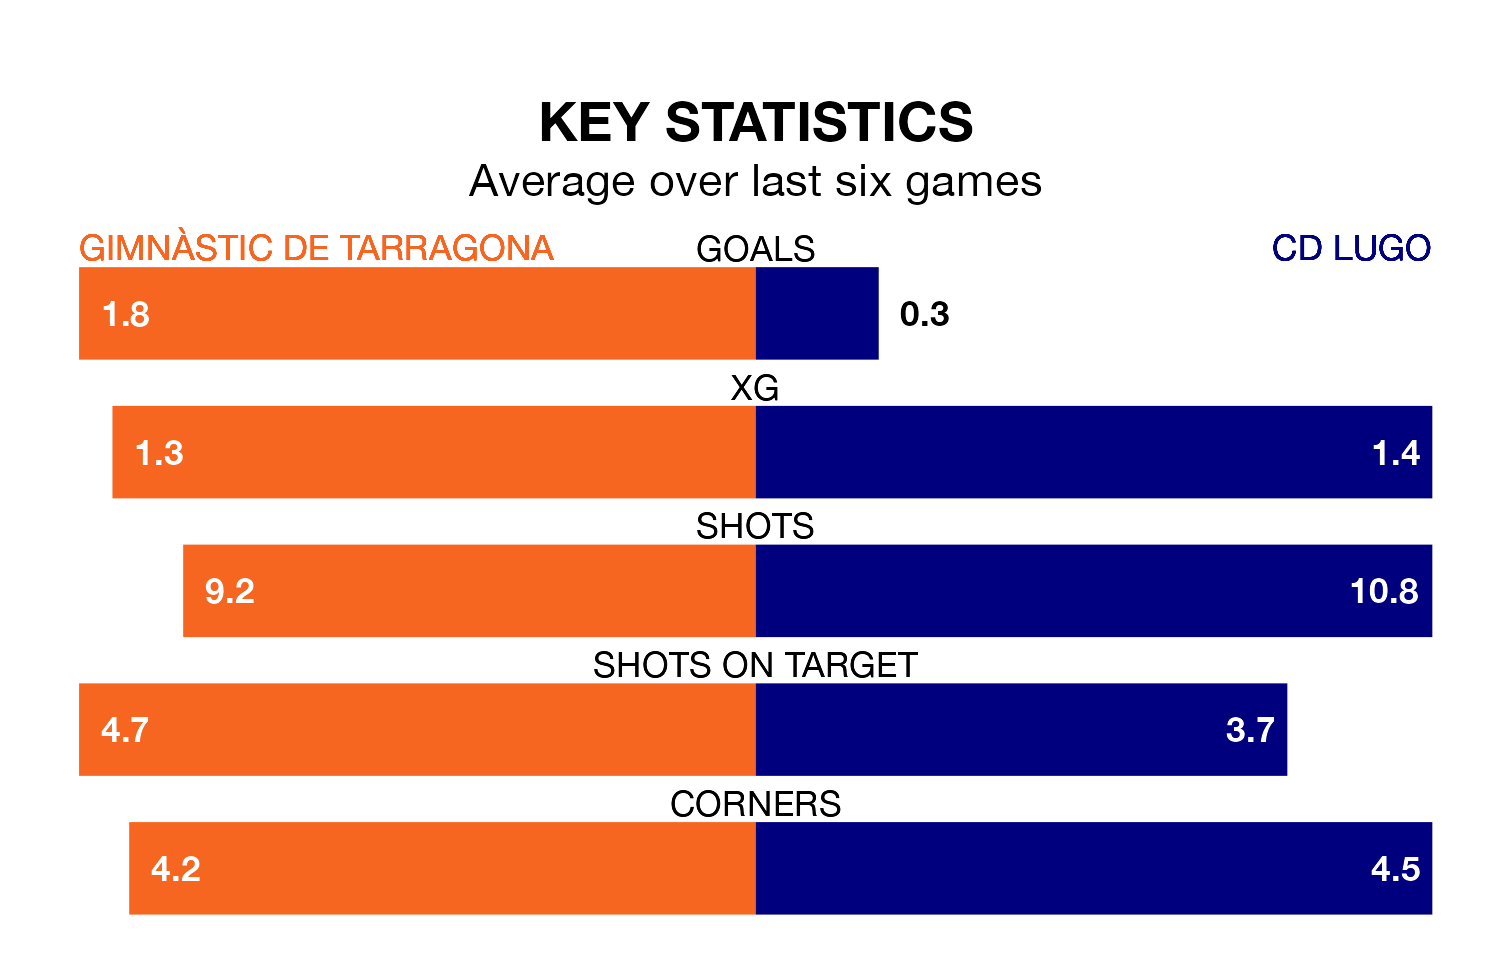 KEY STATISTICS
Average over last six games
GIMNÀSTIC DE TARRAGONA GOALS CD LUGO
1.8 0.3
XG
1.3 1.4
SHOTS
9.2 10.8
SHOTS ON TARGET
4.7 3.7
CORNERS
4.2 4.5